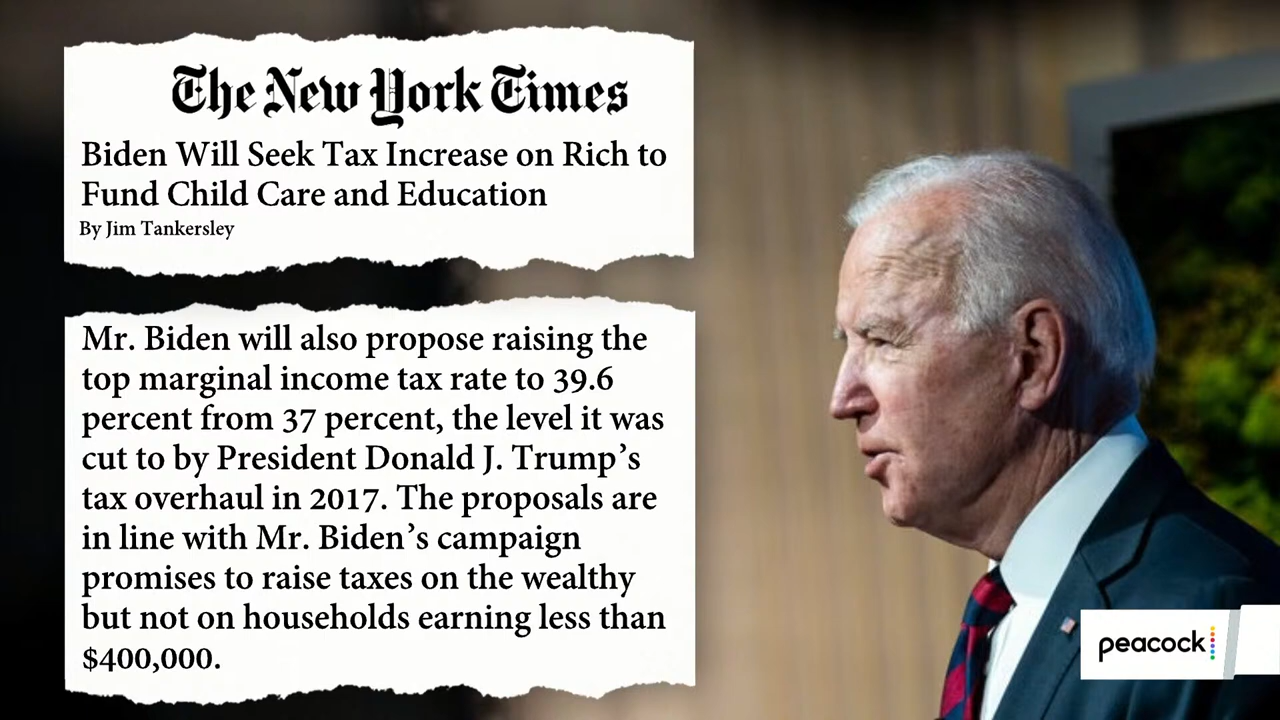 The New York Times
Biden Will Seek Tax Increase on Rich to
Fund Child Care and Education
By Jim Tankersley
Mr. Biden will also propose raising the
top marginal income tax rate to 39.6
percent from 37 percent, the level it was
cut to by President Donald J. Trump’s
tax overhaul in 2017. The proposals are
in line with Mr. Biden’s campaign
promises to raise taxes on the wealthy
but not on households earning less than
$400,000.
peacock